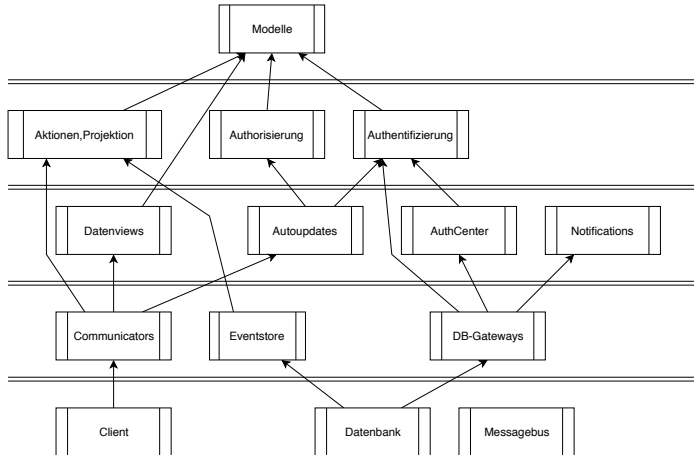 Modelle
Aktionen,Projektion
Authorisierung
Authentifizierung
Datenviews
Autoupdates
AuthCenter
Notifications
Communicators
Eventstore
DB-Gateways
Client
Datenbank
Messagebus